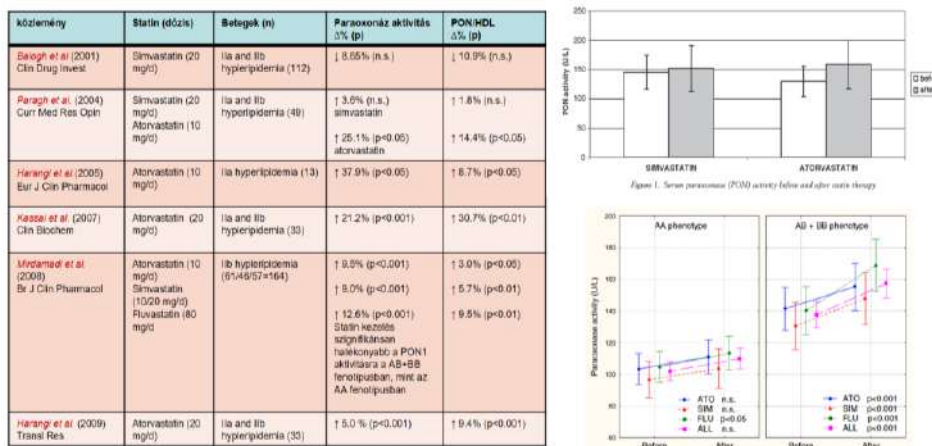 közlemény
Statin (dózis)
Betegek (n)
Paraoxonáz aktivitás
Δ% (p)
PON/HDL
Δ% (p)
Balogh et al (2001)
Clin Drug Invest
Simvastatin (20
mg/d)
IIa and IIb
hyplieripidemia (112)
↓ 8.65% (n.s.)
↓ 10.9% (n.s.)
Paragh et al. (2004)
Curr Med Res Opin
Simvastatin (20
mg/d)
Atorvastatin (10
mg/d)
IIa and IIb
hyperlipidemia (49)
↑ 3.6% (n.s.)
simvastatin
↑ 25.1% (p<0.05)
atorvastatin
↑ 1.8% (n.s.)
↑ 14.4% (p<0.05)
Harangi et al. (2005)
Eur J Clin Pharmacol
Atorvastatin (10
mg/d)
IIa hyperlipidemia (13)
↑ 37.9% (p<0.05)
↑ 8.7% (p<0.05)
Kassai et al. (2007)
Clin Biochem
Atorvastatin (20
mg/d)
IIa and IIb
hyperlipidemia (33)
↑ 21.2% (p<0.001)
↑ 30.7% (p<0.01)
Mirdamadi et al.
(2008)
Br J Clin Pharmacol
Atorvastatin (10
mg/d)
Simvastatin
(10/20 mg/d)
Fluvastatin (80
mg/d
IIb hyplieripidemia
(61/46/57=164)
↑ 9.5% (p<0.001)
↑ 9.0% (p<0.001)
↑ 12.6% (p<0.001)
Statin kezelés
szignifikánsan
hatékonyabb a PON1
aktivitásra a AB+BB
fenotípusban, mint az
AA fenotípusban
↑ 3.0% (p<0.05)
↑ 5.7% (p<0.01)
↑ 9.5% (p<0.01)
Harangi et al. (2009)
Transl Res
Atorvastatin (20
mg/d)
IIa and IIb
hyperlipidemia (33)
↑ 5.0 % (p<0.001)
↑ 9.4% (p<0.001)
PON activity (U/L)
250
200
150
100
50
0
SIMVASTATIN
ATORVASTATIN
Figure 1. Serum paraoxonase (PON) activity before and after statin therapy
Paraoxonase activity (U/L)
200
180
160
140
120
100
80
60
AA phenotype
AB + BB phenotype
ATO n.s.
SIM n.s.
FLU p<0.05
ALL n.s.
ATO p<0.001
SIM p<0.001
FLU p<0.001
ALL p<0.001
Before
After
Before
After